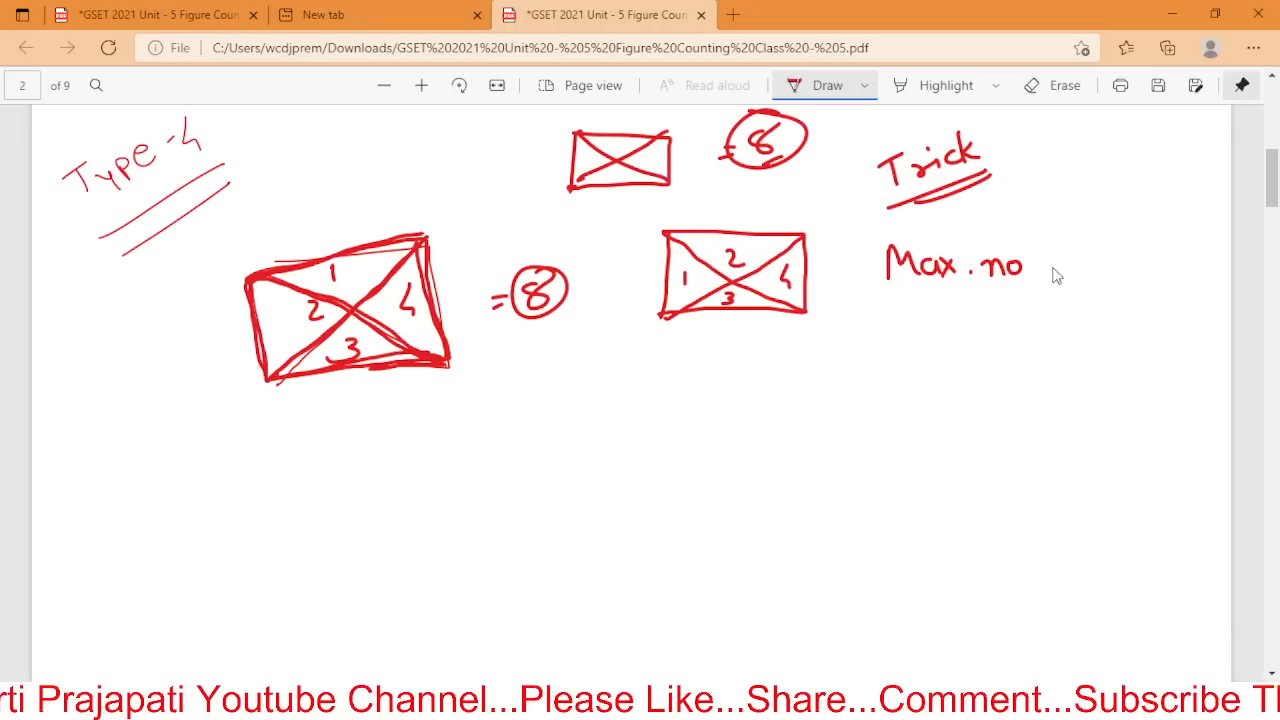 *GSET 2021 Unit - 5 Figure Coun
New tab
*GSET 2021 Unit - 5 Figure Coun
File
C:/Users/wcdjprem/Downloads/GSET%202021%20Unit%20-%205%20Figure%20Counting%20Class%20-%205.pdf
2 of 9
Page view
Read aloud
Draw
Highlight
Erase
Type-4
= 8
Trick
1
2
3
4
= 8
1
2
3
4
Max. no
rti Prajapati Youtube Channel...Please Like...Share...Comment...Subscribe T